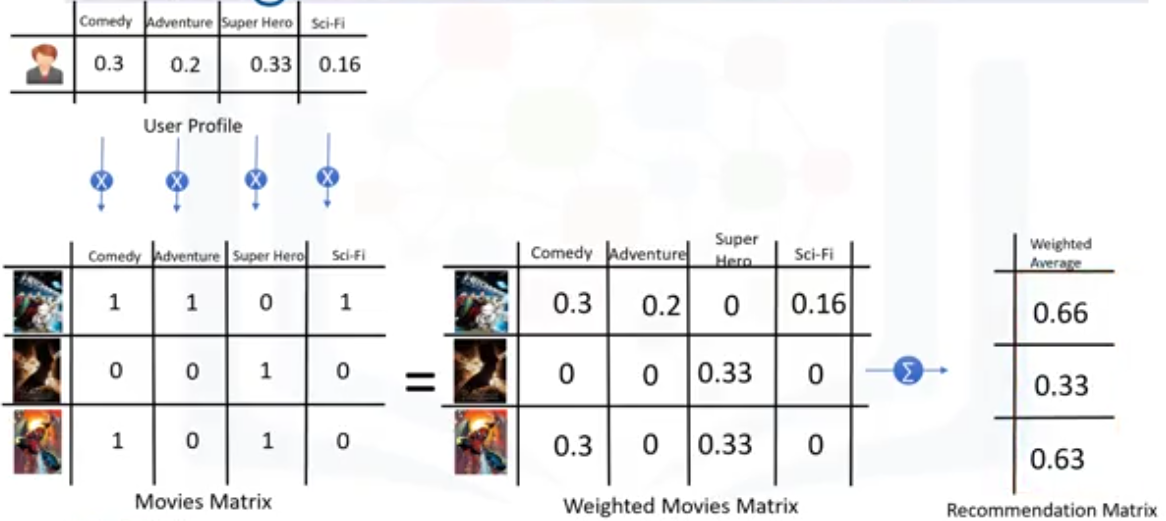 Comedy Adventure Super Hero Sci-Fi
0.3 0.2 0.33 0.16
User Profile
X X X X
Comedy Adventure Super Hero Sci-Fi
1 1 0 1
0 0 1 0
1 0 1 0
Movies Matrix
=
Comedy Adventure Super Hero Sci-Fi
0.3 0.2 0 0.16
0 0 0.33 0
0.3 0 0.33 0
Weighted Movies Matrix
Σ
Weighted
Average
0.66
0.33
0.63
Recommendation Matrix